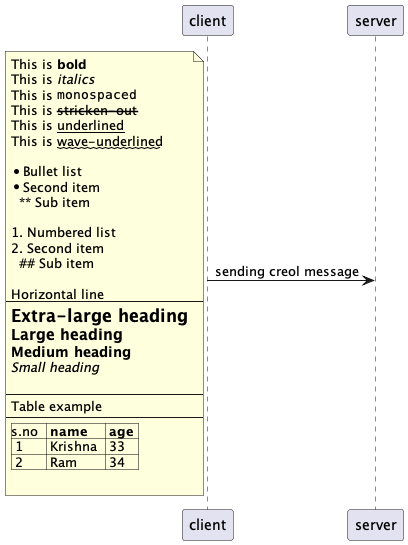 client
server
This is bold
This is italics
This is monospaced
This is stricken-out
This is underlined
This is wave-underlined
• Bullet list
• Second item
** Sub item
1. Numbered list
2. Second item
## Sub item
sending creol message
Horizontal line
Extra-large heading
Large heading
Medium heading
Small heading
Table example
s.no name age
1 Krishna 33
2 Ram 34
client
server